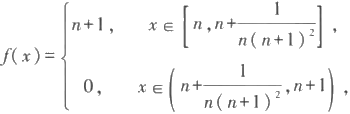 f(x) = { n+1, x ∈ [n, n + 1/(n(n+1)²)],
0, x ∈ (n + 1/(n(n+1)²), n+1),